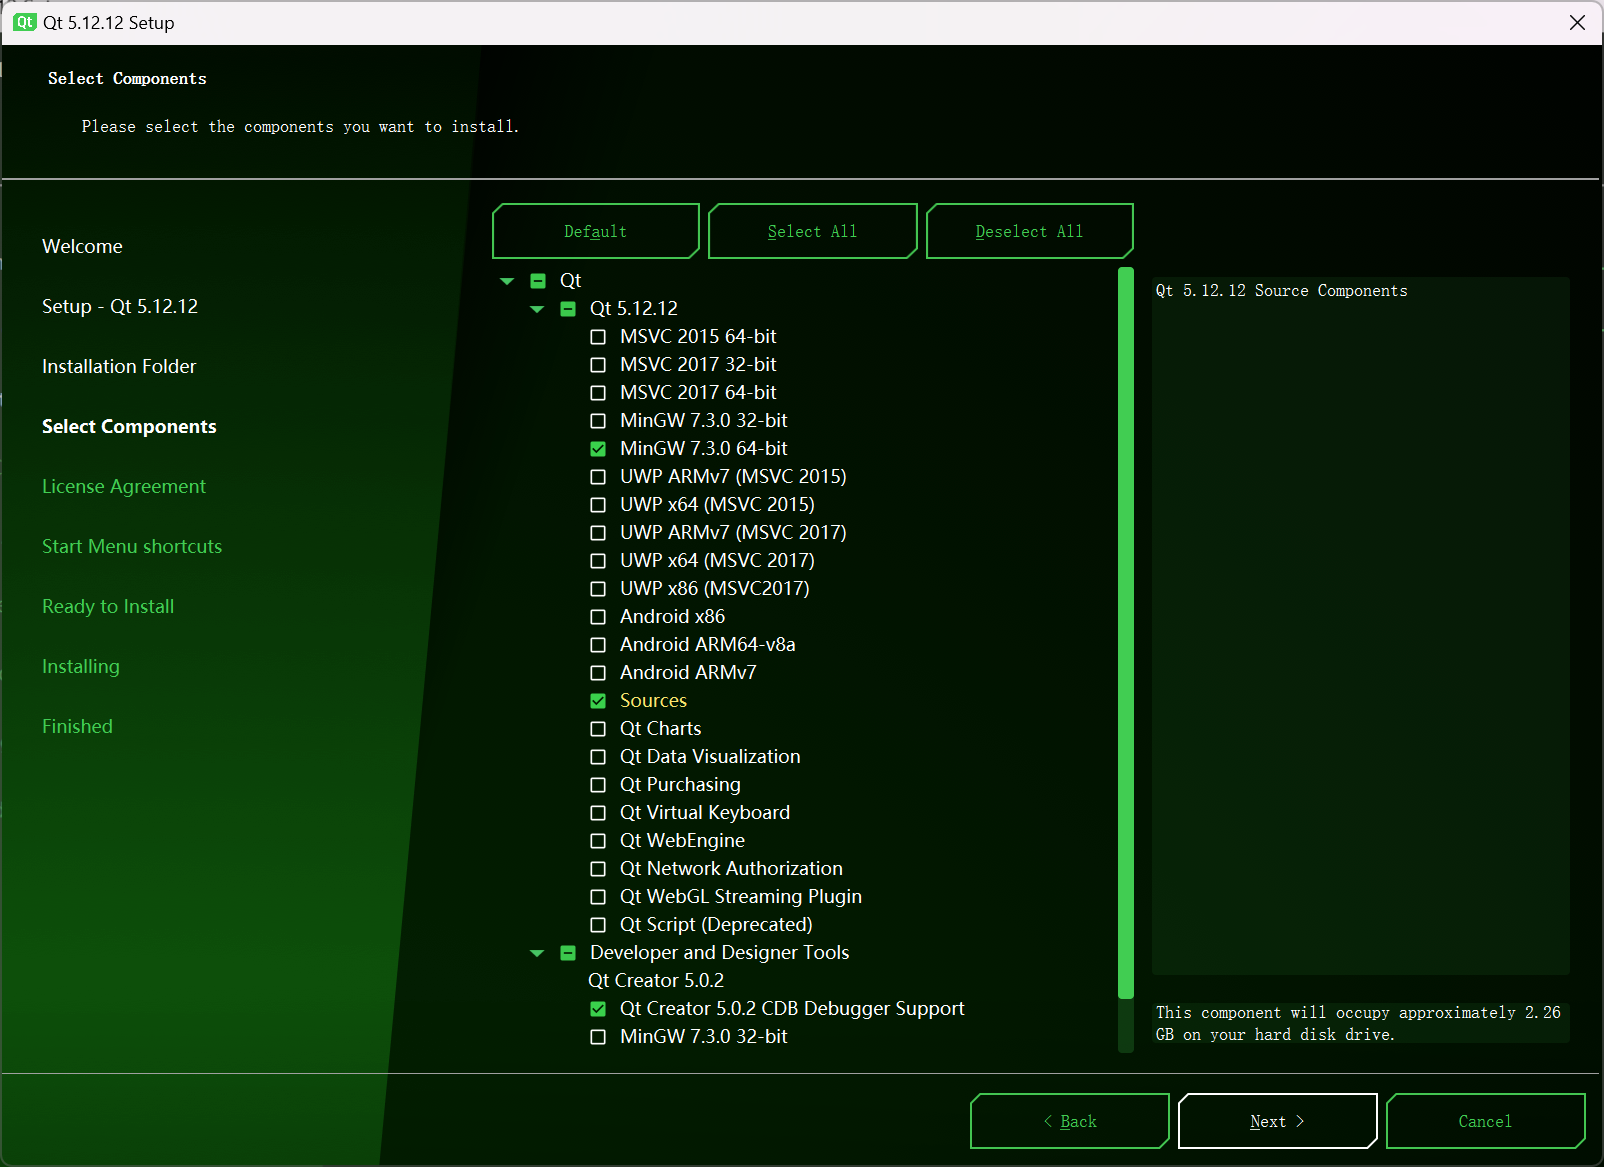 Qt Qt 5.12.12 Setup
Select Components
Please select the components you want to install.
Welcome
Setup - Qt 5.12.12
Installation Folder
Select Components
License Agreement
Start Menu shortcuts
Ready to Install
Installing
Finished
Default Select All Deselect All
Qt
Qt 5.12.12
MSVC 2015 64-bit
MSVC 2017 32-bit
MSVC 2017 64-bit
MinGW 7.3.0 32-bit
MinGW 7.3.0 64-bit
UWP ARMv7 (MSVC 2015)
UWP x64 (MSVC 2015)
UWP ARMv7 (MSVC 2017)
UWP x64 (MSVC 2017)
UWP x86 (MSVC2017)
Android x86
Android ARM64-v8a
Android ARMv7
Sources
Qt Charts
Qt Data Visualization
Qt Purchasing
Qt Virtual Keyboard
Qt WebEngine
Qt Network Authorization
Qt WebGL Streaming Plugin
Qt Script (Deprecated)
Developer and Designer Tools
Qt Creator 5.0.2
Qt Creator 5.0.2 CDB Debugger Support
MinGW 7.3.0 32-bit
Qt 5.12.12 Source Components
This component will occupy approximately 2.26
GB on your hard disk drive.
< Back Next > Cancel